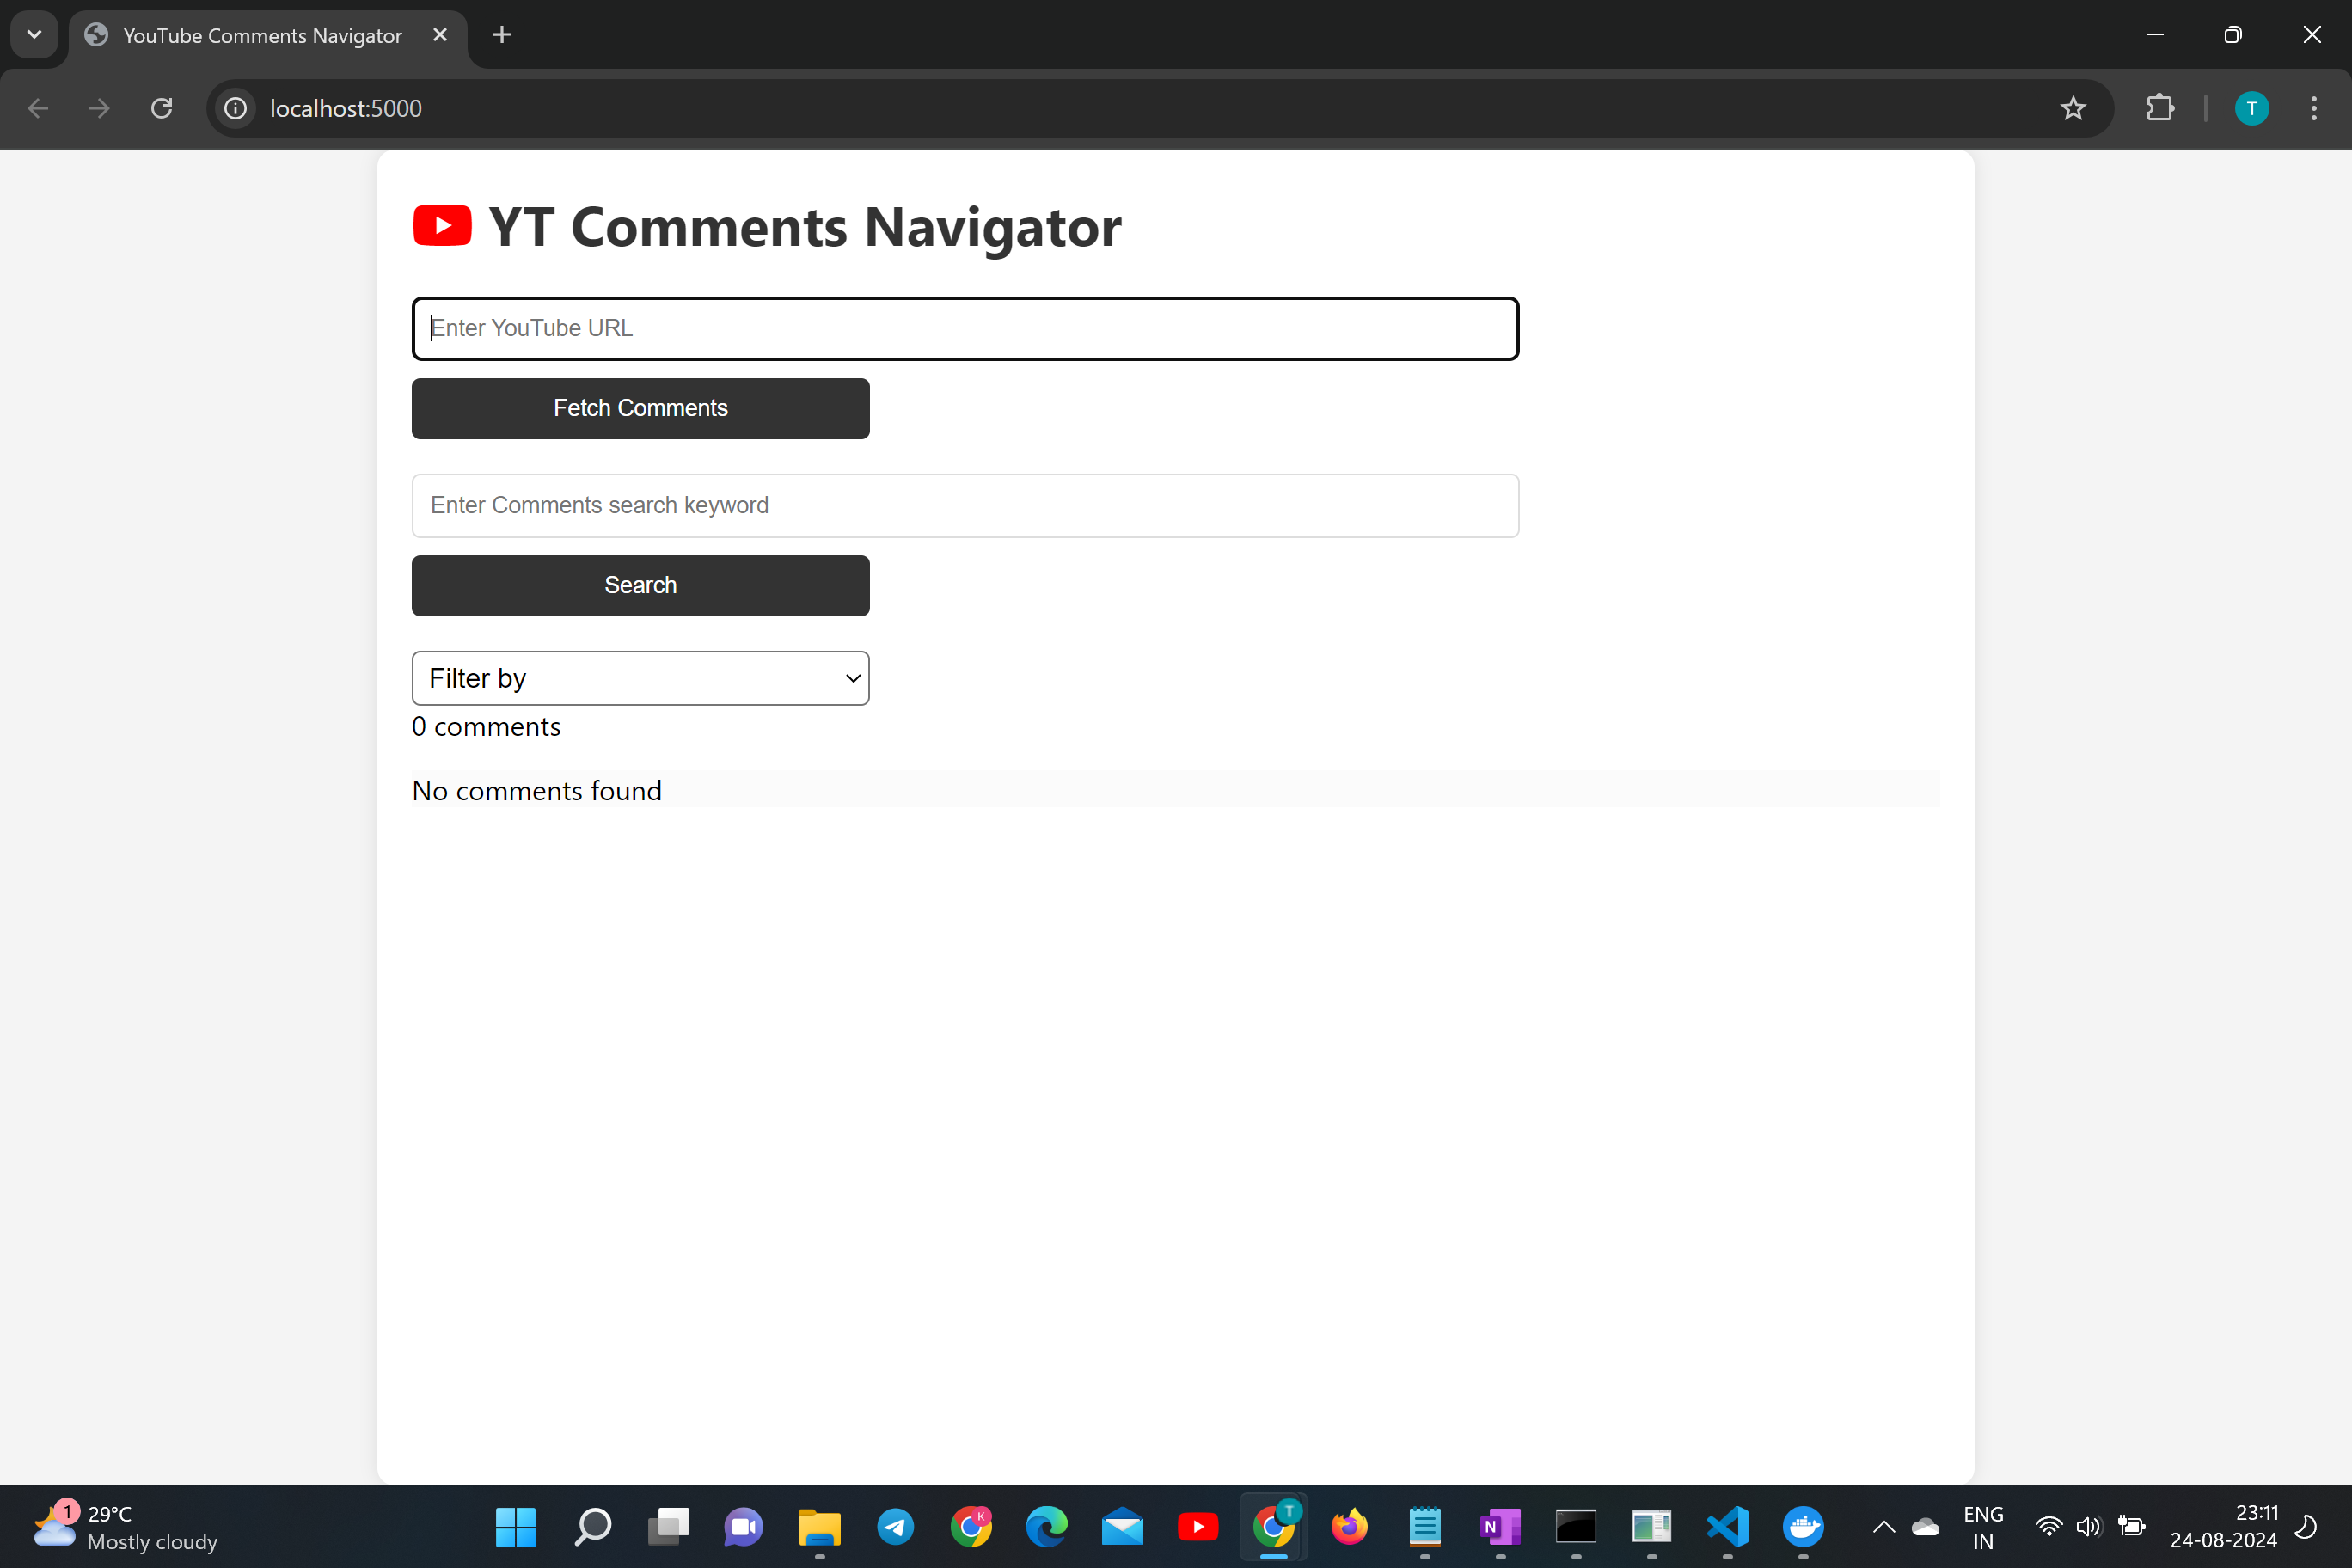 YouTube Comments Navigator
localhost:5000
T
YT Comments Navigator
Enter YouTube URL
Fetch Comments
Enter Comments search keyword
Search
Filter by
0 comments
No comments found
1
29°C
Mostly cloudy
K
T
N
ENG
IN
23:11
24-08-2024